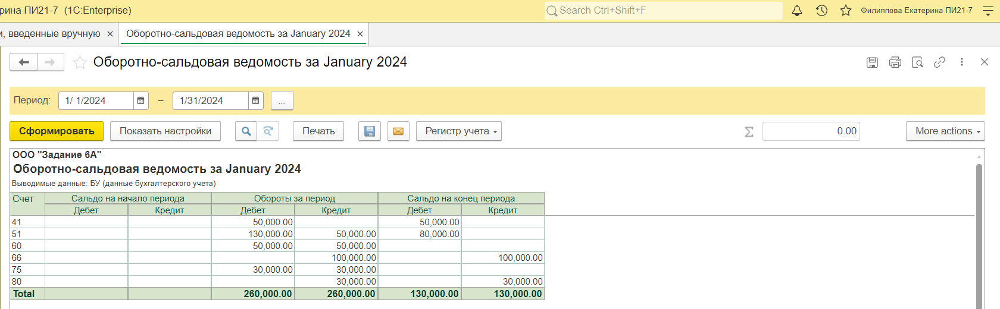 рина ПИ21-7 (1C:Enterprise) Search Ctrl+Shift+F Филиппова Екатерина ПИ21-7
и, введенные вручную × Оборотно-сальдовая ведомость за January 2024 ×
Оборотно-сальдовая ведомость за January 2024
Период: 1/ 1/2024 – 1/31/2024 ...
Сформировать Показать настройки Печать Регистр учета Σ 0.00 More actions
ООО "Задание 6А"
Оборотно-сальдовая ведомость за January 2024
Выводимые данные: БУ (данные бухгалтерского учета)
Счет Сальдо на начало периода Обороты за период Сальдо на конец периода
Дебет Кредит Дебет Кредит Дебет Кредит
41 50,000.00 50,000.00
51 130,000.00 50,000.00 80,000.00
60 50,000.00 50,000.00
66 100,000.00 100,000.00
75 30,000.00 30,000.00
80 30,000.00 30,000.00
Total 260,000.00 260,000.00 130,000.00 130,000.00